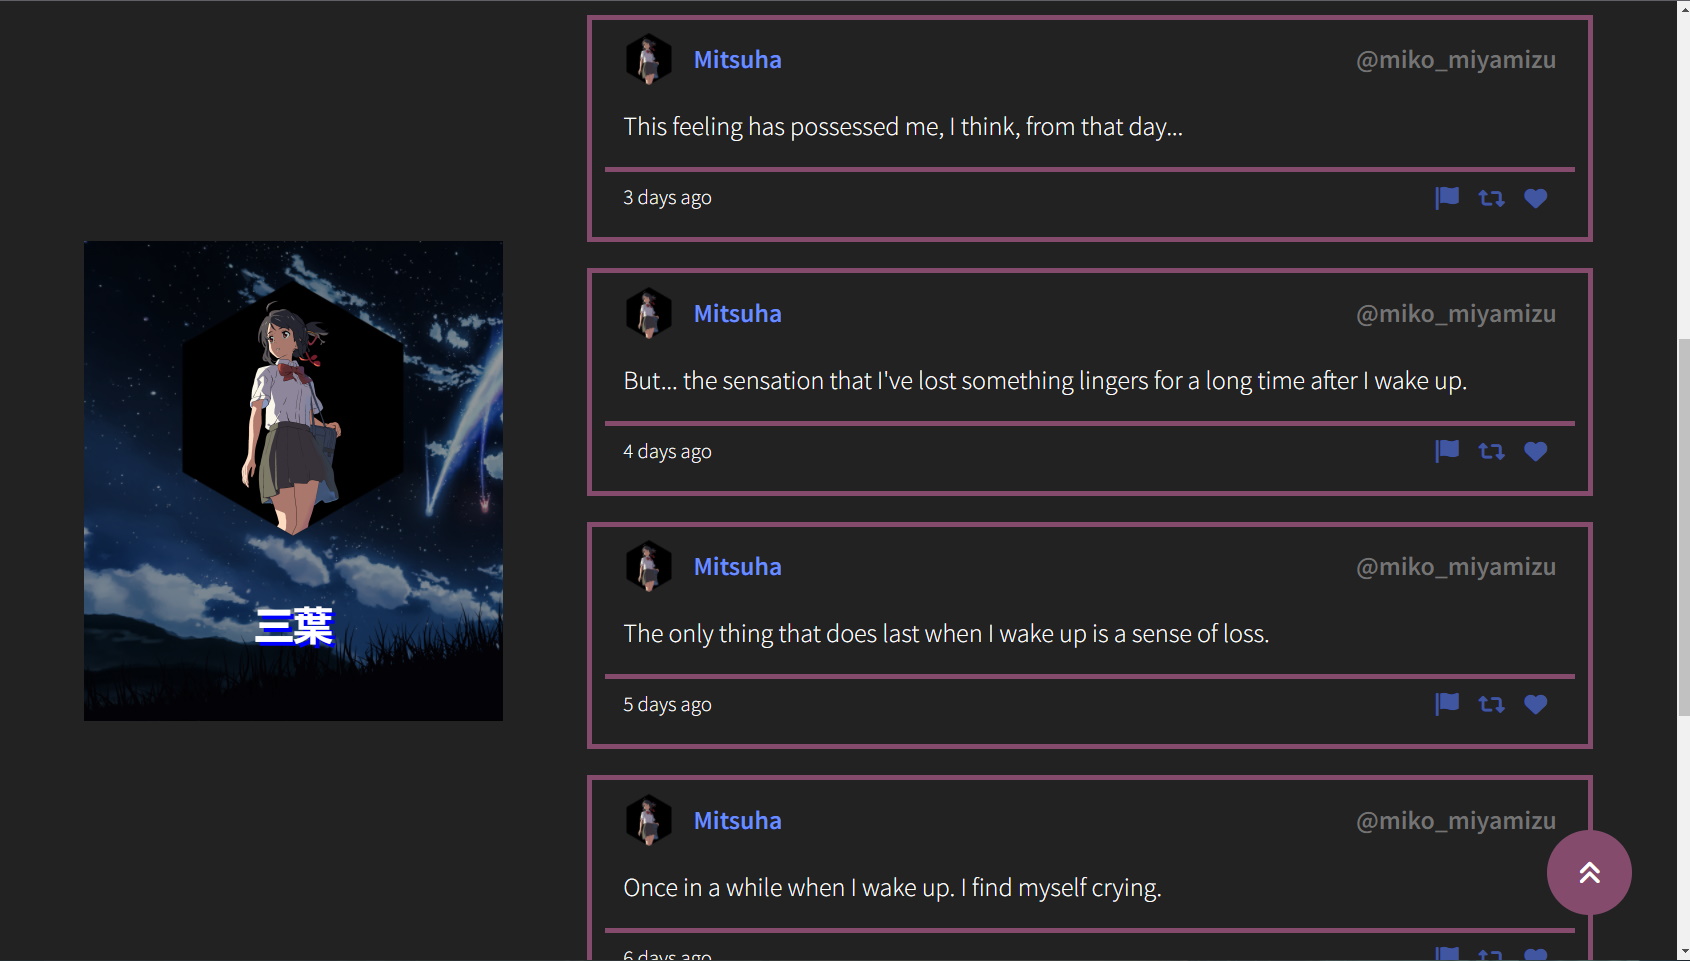 三葉
Mitsuha @miko_miyamizu
This feeling has possessed me, I think, from that day...
3 days ago
Mitsuha @miko_miyamizu
But... the sensation that I've lost something lingers for a long time after I wake up.
4 days ago
Mitsuha @miko_miyamizu
The only thing that does last when I wake up is a sense of loss.
5 days ago
Mitsuha @miko_miyamizu
Once in a while when I wake up. I find myself crying.
6 days ago